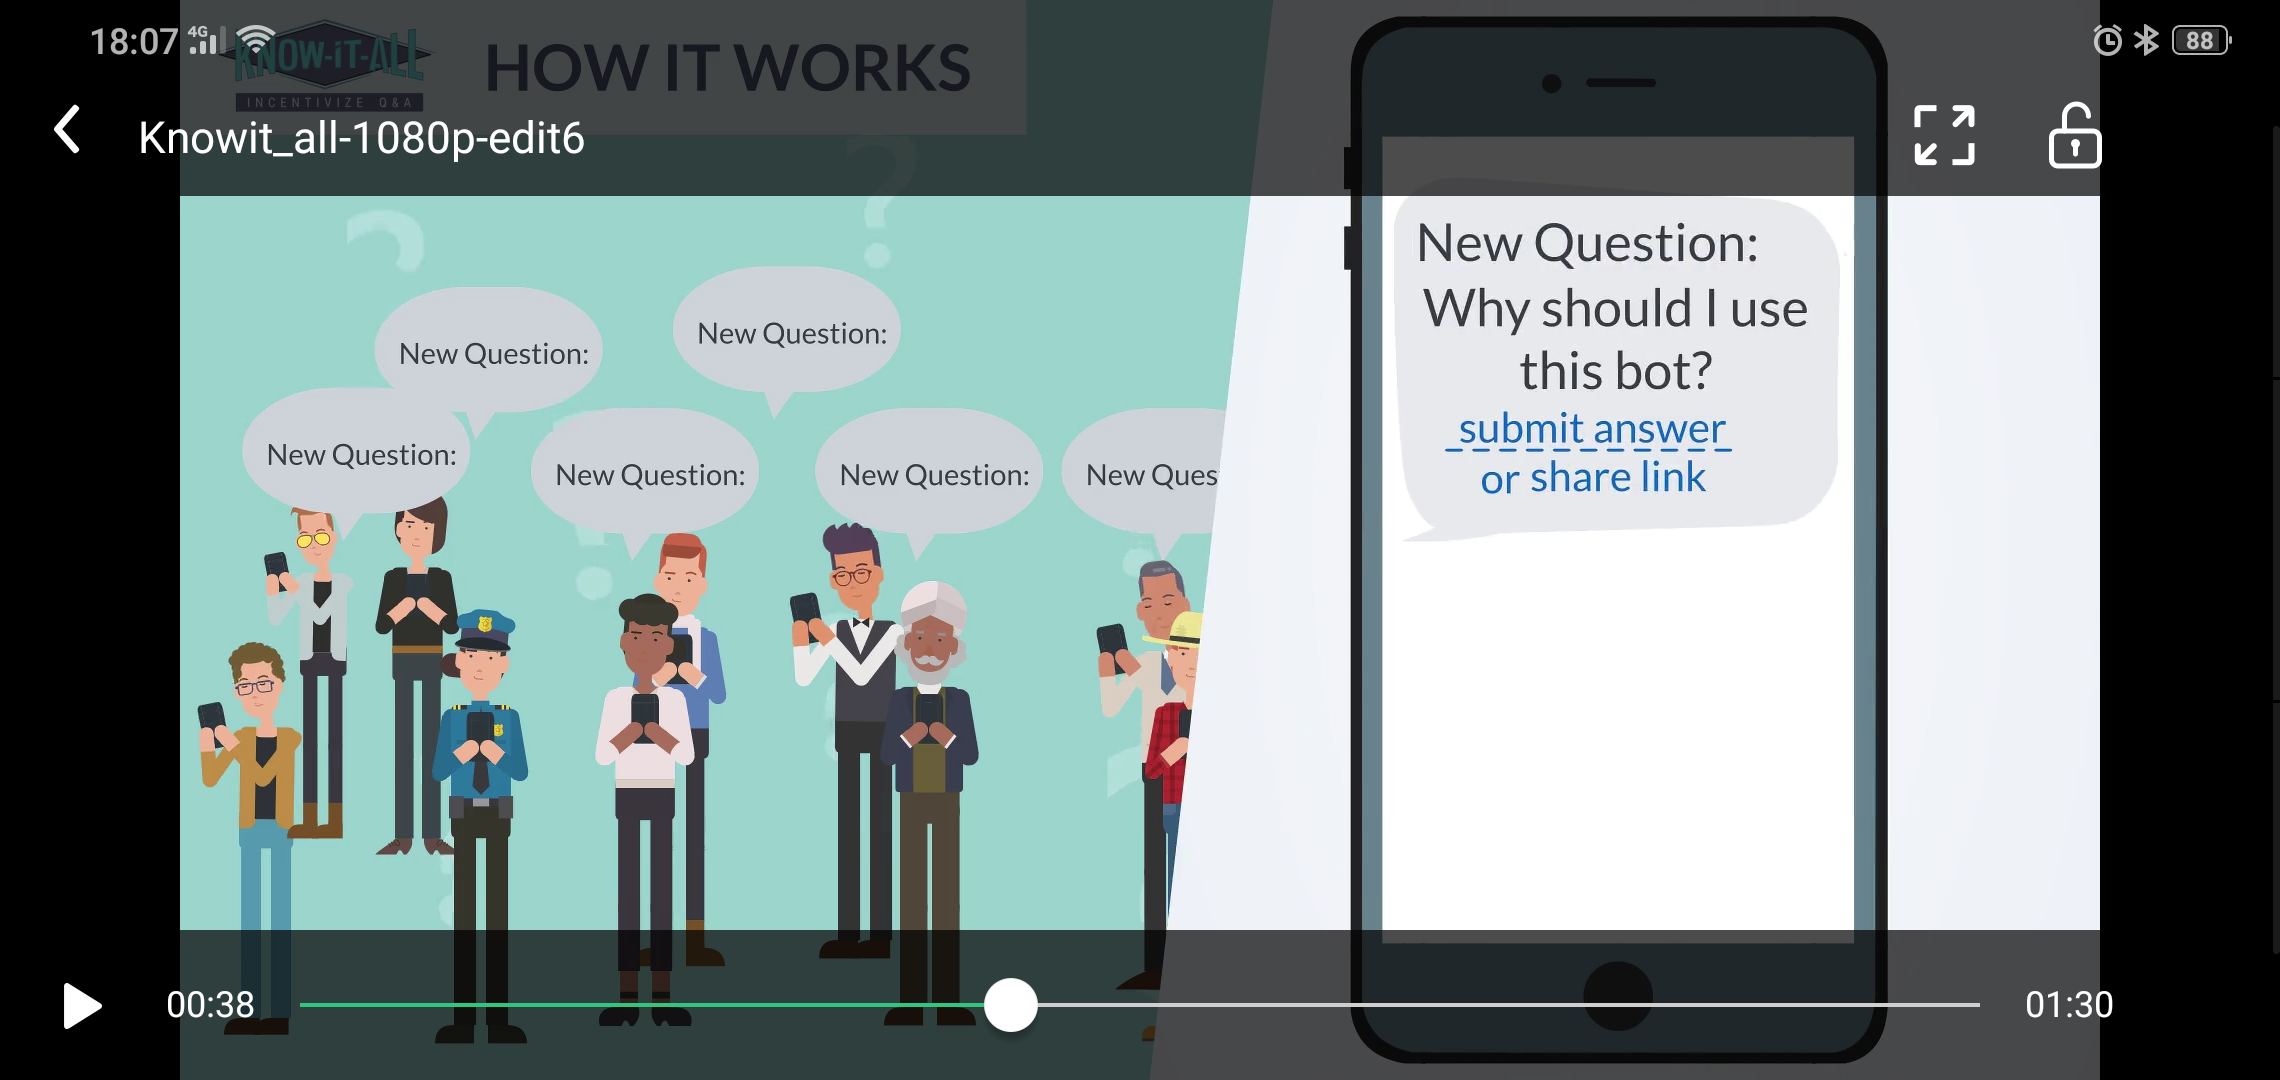 18:07
4G
88
KNOW-iT-ALL
INCENTIVIZE Q&A
HOW IT WORKS
Knowit_all-1080p-edit6
New Question:
New Question:
New Question:
New Question:
New Question:
New Ques
New Question:
Why should I use
this bot?
submit answer
or share link
00:38
01:30